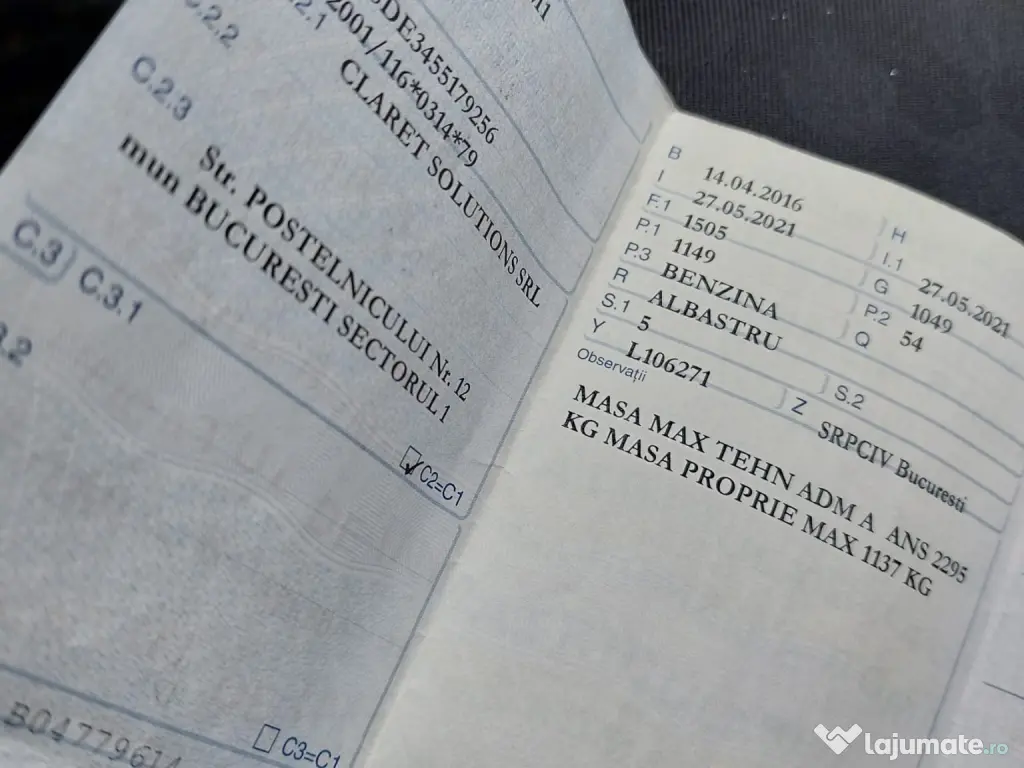 DE3455179256
2001/116*0314*79
C.2.1
CLARET SOLUTIONS SRL
C.2.2
C.2.3
Str. POSTELNICULUI Nr. 12
mun BUCURESTI SECTORUL 1
C.3 C.3.1
C2=C1
C3=C1
B 14.04.2016 H
I 27.05.2021 I.1 27.05.2021
F.1 1505 G 1049
P.1 1149 P.2 54
P.3 BENZINA Q
R ALBASTRU
S.1 5 S.2
Y L106271 Z SRPCIV Bucuresti
Observații
MASA MAX TEHN ADM A ANS 2295
KG MASA PROPRIE MAX 1137 KG
lajumate.ro